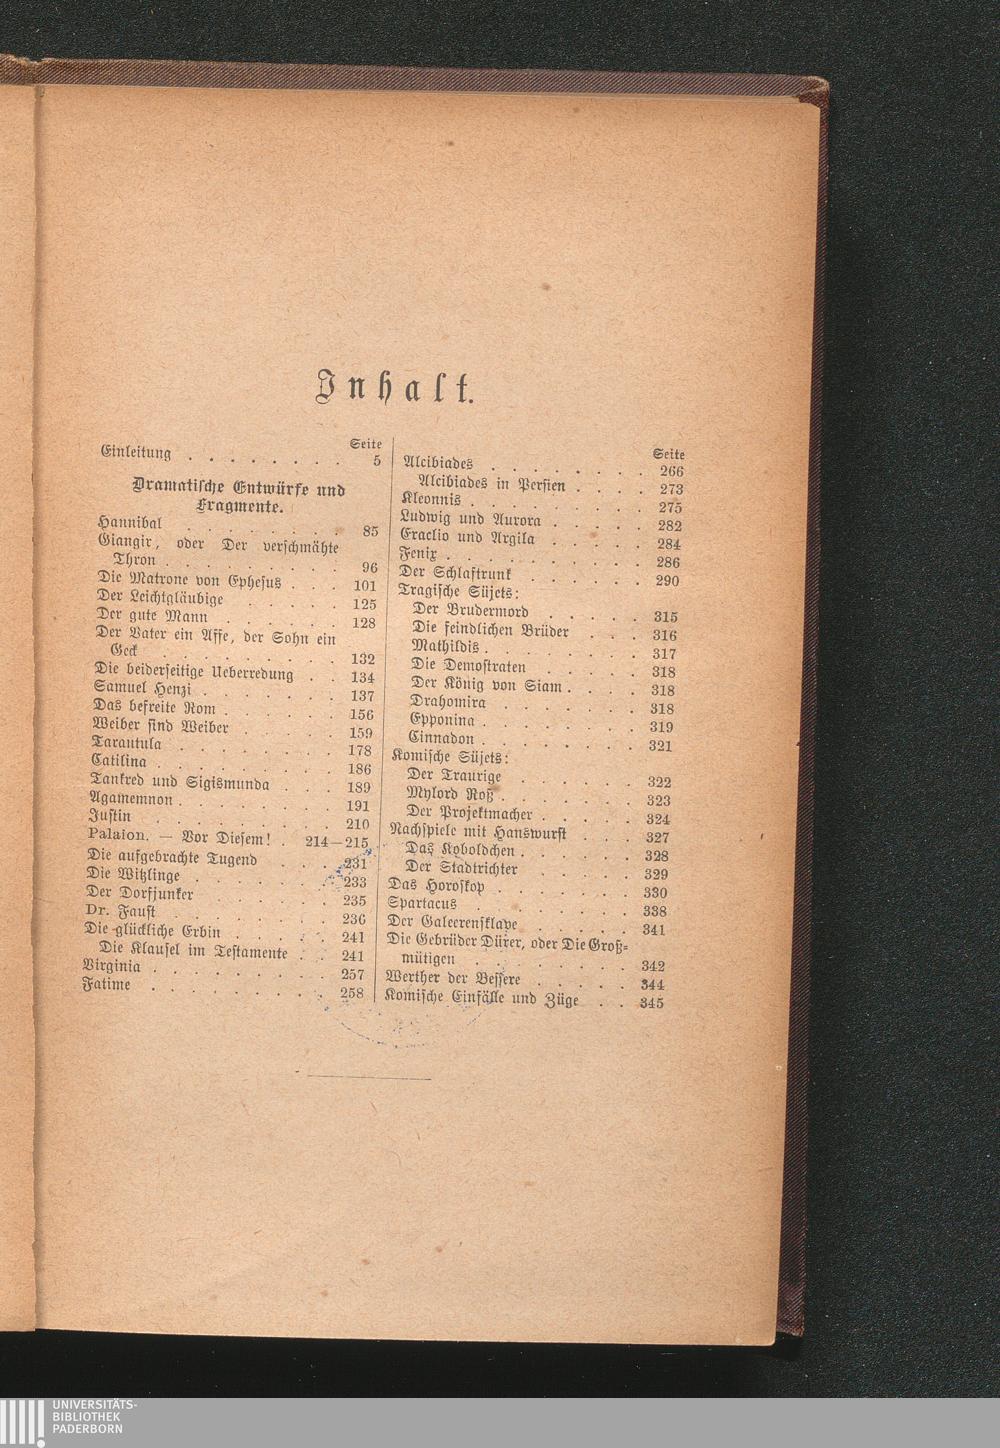 Inhalt.
Seite
Einleitung . . . . . . . . 5
Dramatische Entwürfe und
Fragmente.
Hannibal . . . . . . . . 85
Giangir, oder Der verschmähte
Thron . . . . . . . . . 96
Die Matrone von Ephesus . . . 101
Der Leichtgläubige . . . . . 125
Der gute Mann . . . . . . 128
Der Vater ein Affe, der Sohn ein
Geck . . . . . . . . . 132
Die beiderseitige Ueberredung . . 134
Samuel Henzi . . . . . . . 137
Das befreite Rom . . . . . . 156
Weiber sind Weiber . . . . . 159
Tarantula . . . . . . . . 178
Catilina . . . . . . . . . 186
Tankred und Sigismunda . . . 189
Agamemnon . . . . . . . . 191
Justin . . . . . . . . . 210
Palaion. — Vor Diesem! . 214—215
Die aufgebrachte Tugend . . . 231
Die Witzlinge . . . . . . . 233
Der Dorfjunker . . . . . . 235
Dr. Faust . . . . . . . . 236
Die glückliche Erbin . . . . . 241
Die Klausel im Testamente . . 241
Virginia . . . . . . . . . 257
Fatime . . . . . . . . . 258
Seite
Alcibiades . . . . . . . . 266
Alcibiades in Persien . . . . 273
Kleonnis . . . . . . . . . 275
Ludwig und Aurora . . . . . 282
Eraclio und Argila . . . . . 284
Fenix . . . . . . . . . . 286
Der Schlaftrunk . . . . . . 290
Tragische Süjets:
Der Brudermord . . . . . 315
Die feindlichen Brüder . . . 316
Mathildis . . . . . . . . 317
Die Demostraten . . . . . 318
Der König von Siam . . . . 318
Drahomira . . . . . . . 318
Epponina . . . . . . . . 319
Cinnadon . . . . . . . . 321
Komische Süjets:
Der Traurige . . . . . . 322
Mylord Roß . . . . . . . 323
Der Projektmacher . . . . . 324
Nachspiele mit Hanswurst . . . 327
Das Koboldchen . . . . . . 328
Der Stadtrichter . . . . . 329
Das Horoskop . . . . . . . 330
Spartacus . . . . . . . . 338
Der Galeerensklave . . . . . 341
Die Gebrüder Dürer, oder Die Groß-
mütigen . . . . . . . . 342
Werther der Bessere . . . . . 344
Komische Einfälle und Züge . . 345
UNIVERSITÄTS-
BIBLIOTHEK
PADERBORN